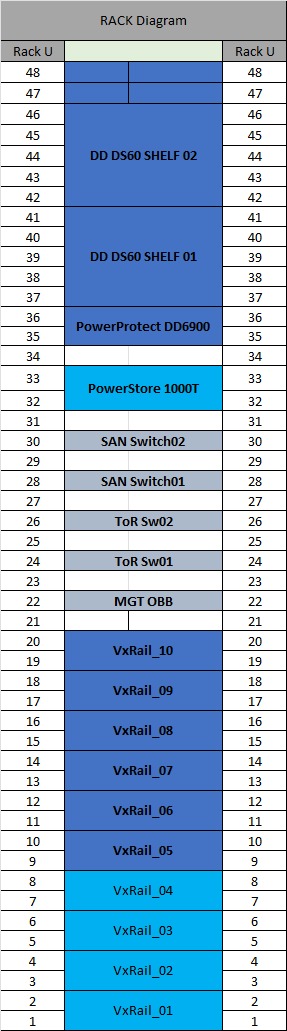 RACK Diagram
Rack U Rack U
48 48
47 47
46 46
45 45
44 DD DS60 SHELF 02 44
43 43
42 42
41 41
40 40
39 DD DS60 SHELF 01 39
38 38
37 37
36 PowerProtect DD6900 36
35 35
34 34
33 PowerStore 1000T 33
32 32
31 31
30 SAN Switch02 30
29 29
28 SAN Switch01 28
27 27
26 ToR Sw02 26
25 25
24 ToR Sw01 24
23 23
22 MGT OBB 22
21 21
20 VxRail_10 20
19 19
18 VxRail_09 18
17 17
16 VxRail_08 16
15 15
14 VxRail_07 14
13 13
12 VxRail_06 12
11 11
10 VxRail_05 10
9 9
8 VxRail_04 8
7 7
6 VxRail_03 6
5 5
4 VxRail_02 4
3 3
2 VxRail_01 2
1 1